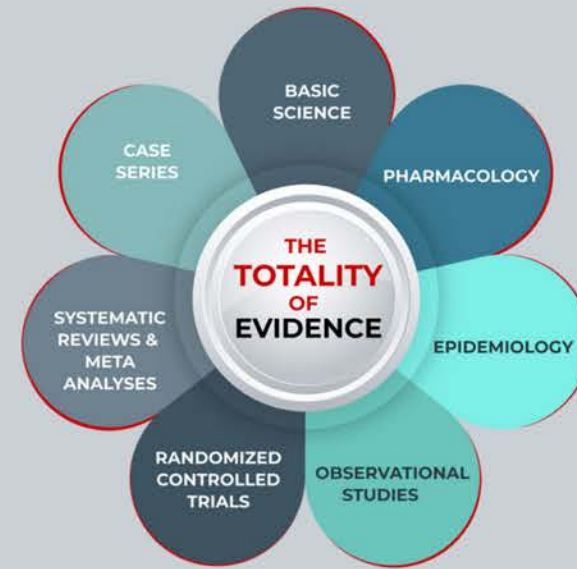 BASIC
SCIENCE
PHARMACOLOGY
EPIDEMIOLOGY
OBSERVATIONAL
STUDIES
RANDOMIZED
CONTROLLED
TRIALS
SYSTEMATIC
REVIEWS &
META
ANALYSES
CASE
SERIES
THE
TOTALITY
OF
EVIDENCE